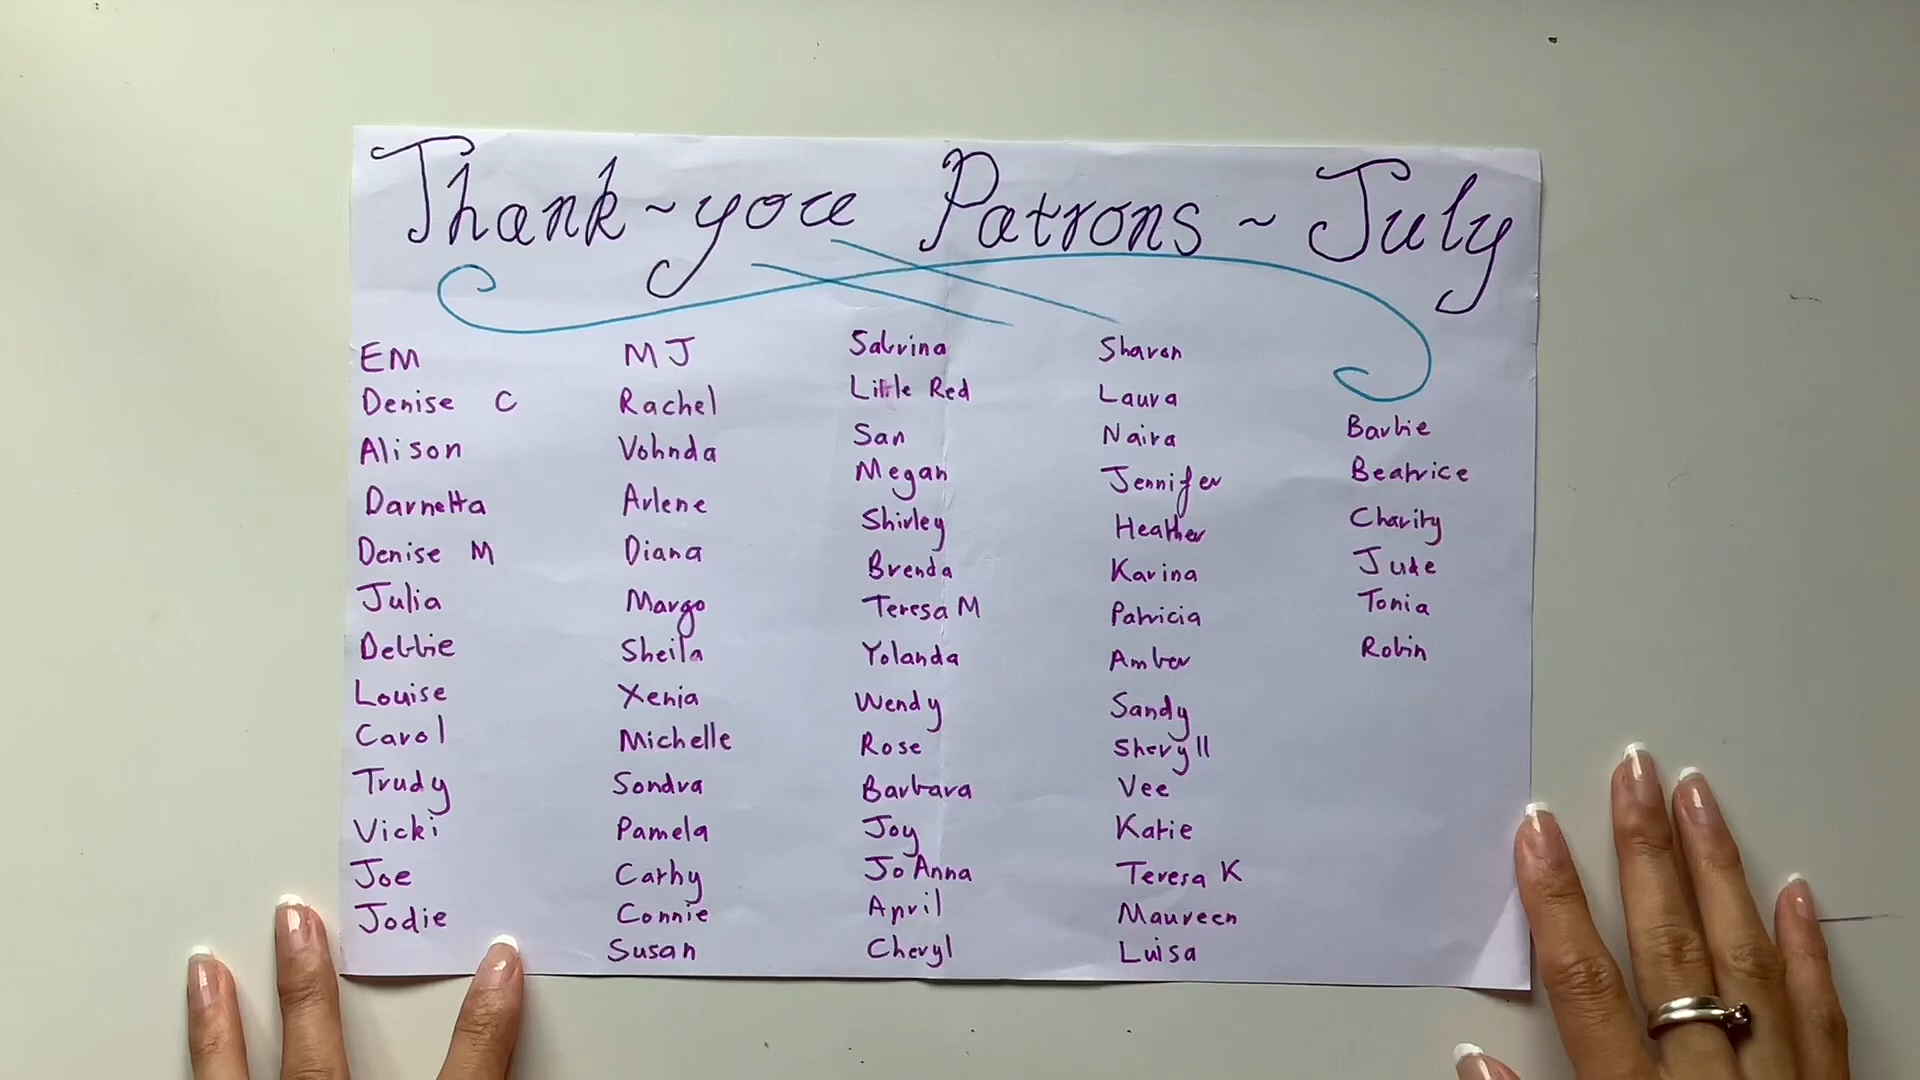 Thank~you Patrons ~ July
EM
Denise C
Alison
Darnetta
Denise M
Julia
Debbie
Louise
Carol
Trudy
Vicki
Joe
Jodie
MJ
Rachel
Vohnda
Arlene
Diana
Margo
Sheila
Xenia
Michelle
Sondra
Pamela
Cathy
Connie
Susan
Sabrina
Little Red
San
Megan
Shirley
Brenda
Teresa M
Yolanda
Wendy
Rose
Barbara
Joy
JoAnna
April
Cheryl
Sharon
Laura
Naira
Jennifer
Heather
Karina
Patricia
Amber
Sandy
Sheryll
Vee
Katie
Teresa K
Maureen
Luisa
Barbie
Beatrice
Charity
Jude
Tonia
Robin